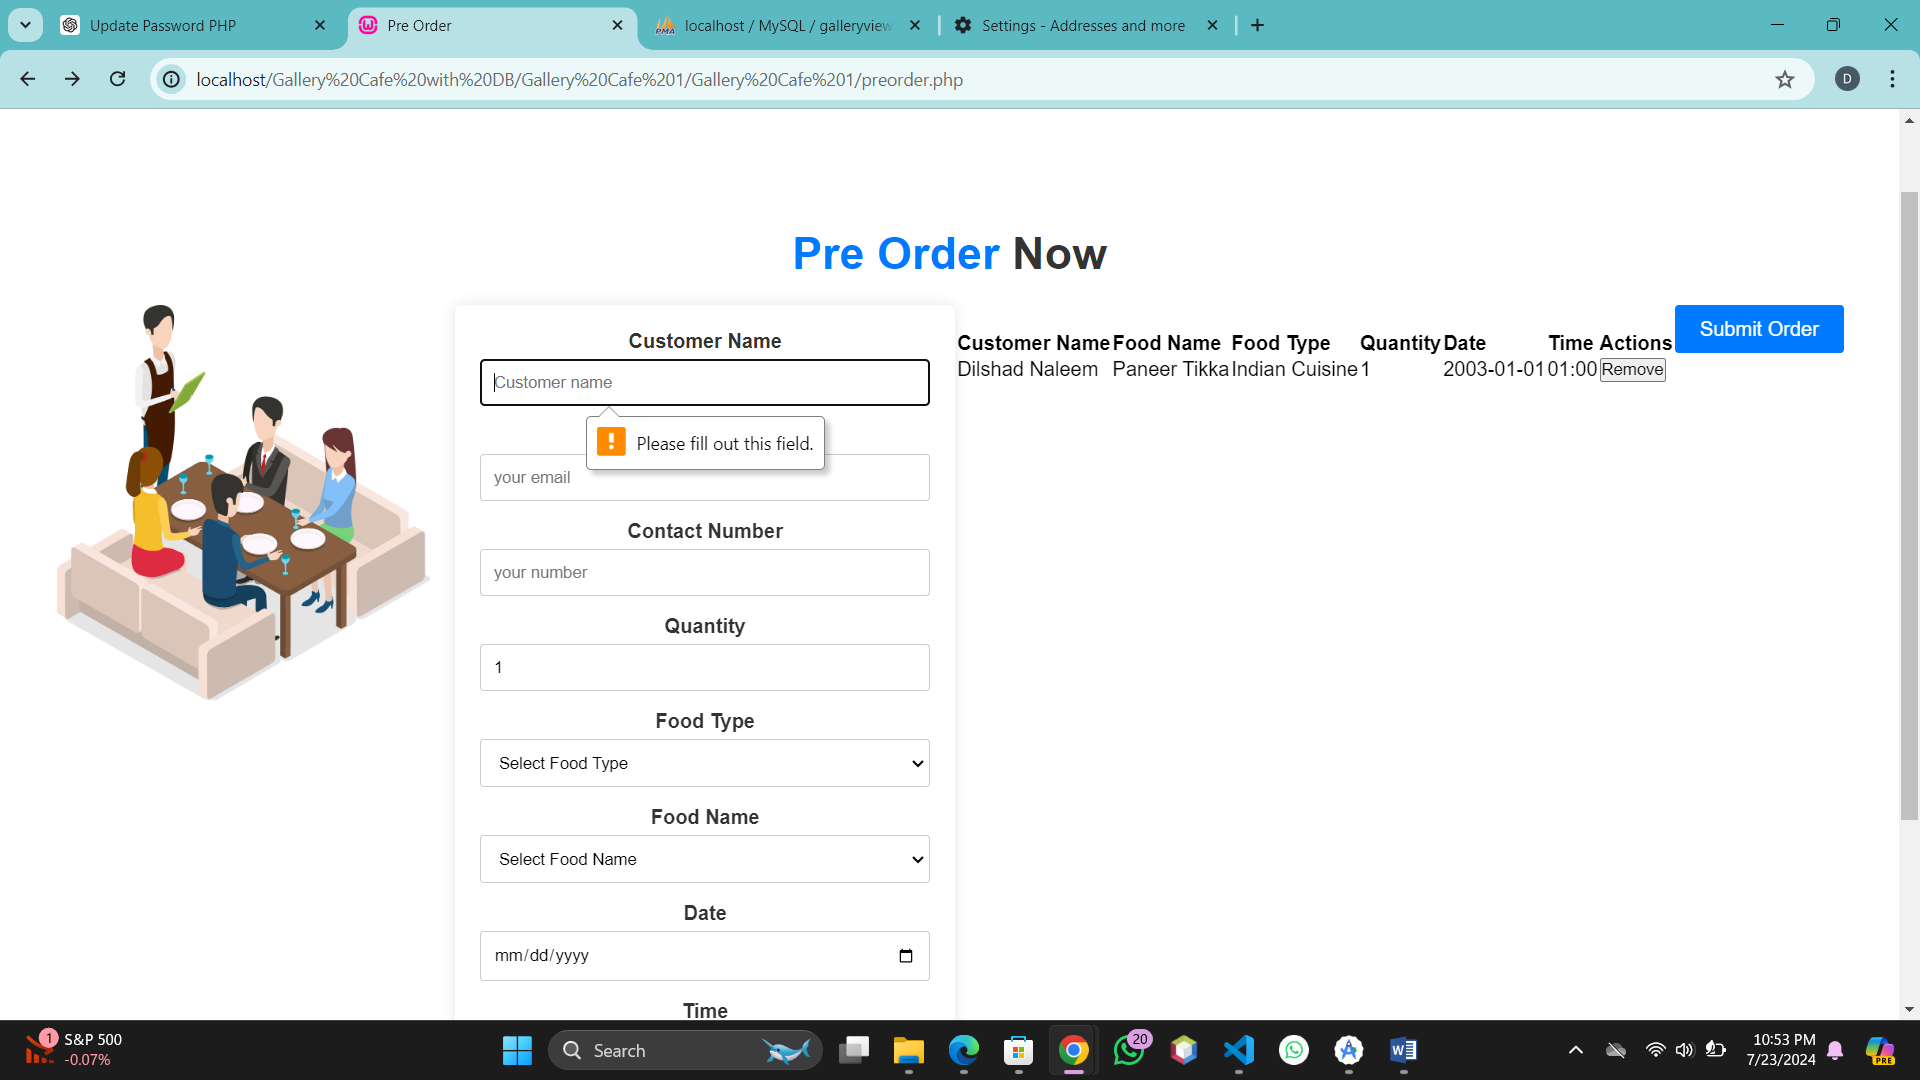 Update Password PHP
Pre Order
localhost / MySQL / galleryview
Settings - Addresses and more
localhost/Gallery%20Cafe%20with%20DB/Gallery%20Cafe%201/Gallery%20Cafe%201/preorder.php
D
Pre Order Now
Customer Name
Customer name
Please fill out this field.
your email
Contact Number
your number
Quantity
1
Food Type
Select Food Type
Food Name
Select Food Name
Date
mm/dd/yyyy
Time
Customer Name Food Name Food Type Quantity Date Time Actions
Dilshad Naleem Paneer Tikka Indian Cuisine 1 2003-01-01 01:00 Remove
Submit Order
1
S&P 500
-0.07%
Search
20
10:53 PM
7/23/2024
PRE